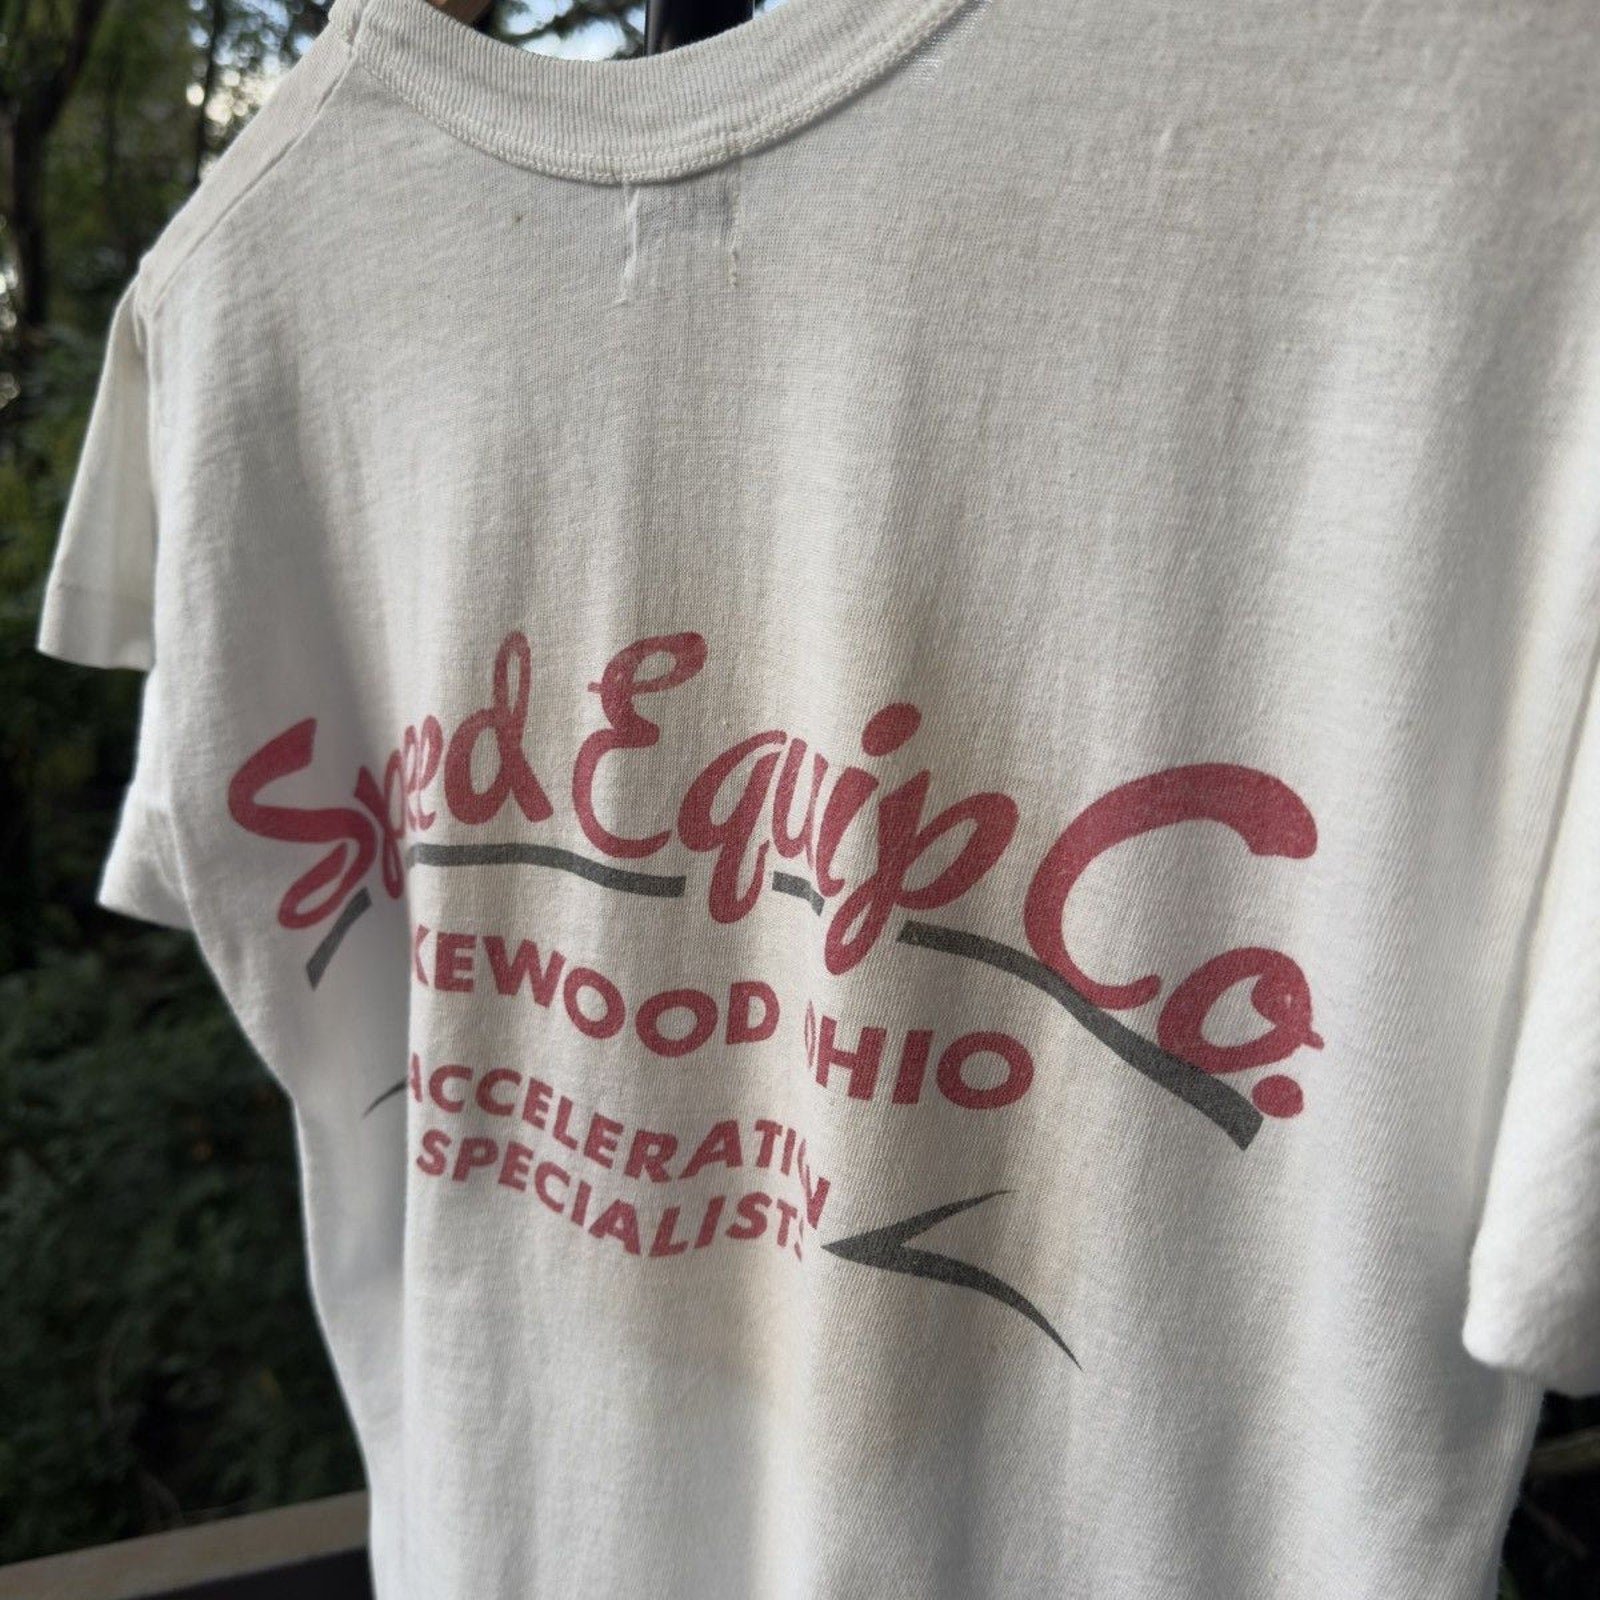 Speed Equip Co.
KEWOOD OHIO
ACCELERATION
SPECIALISTS